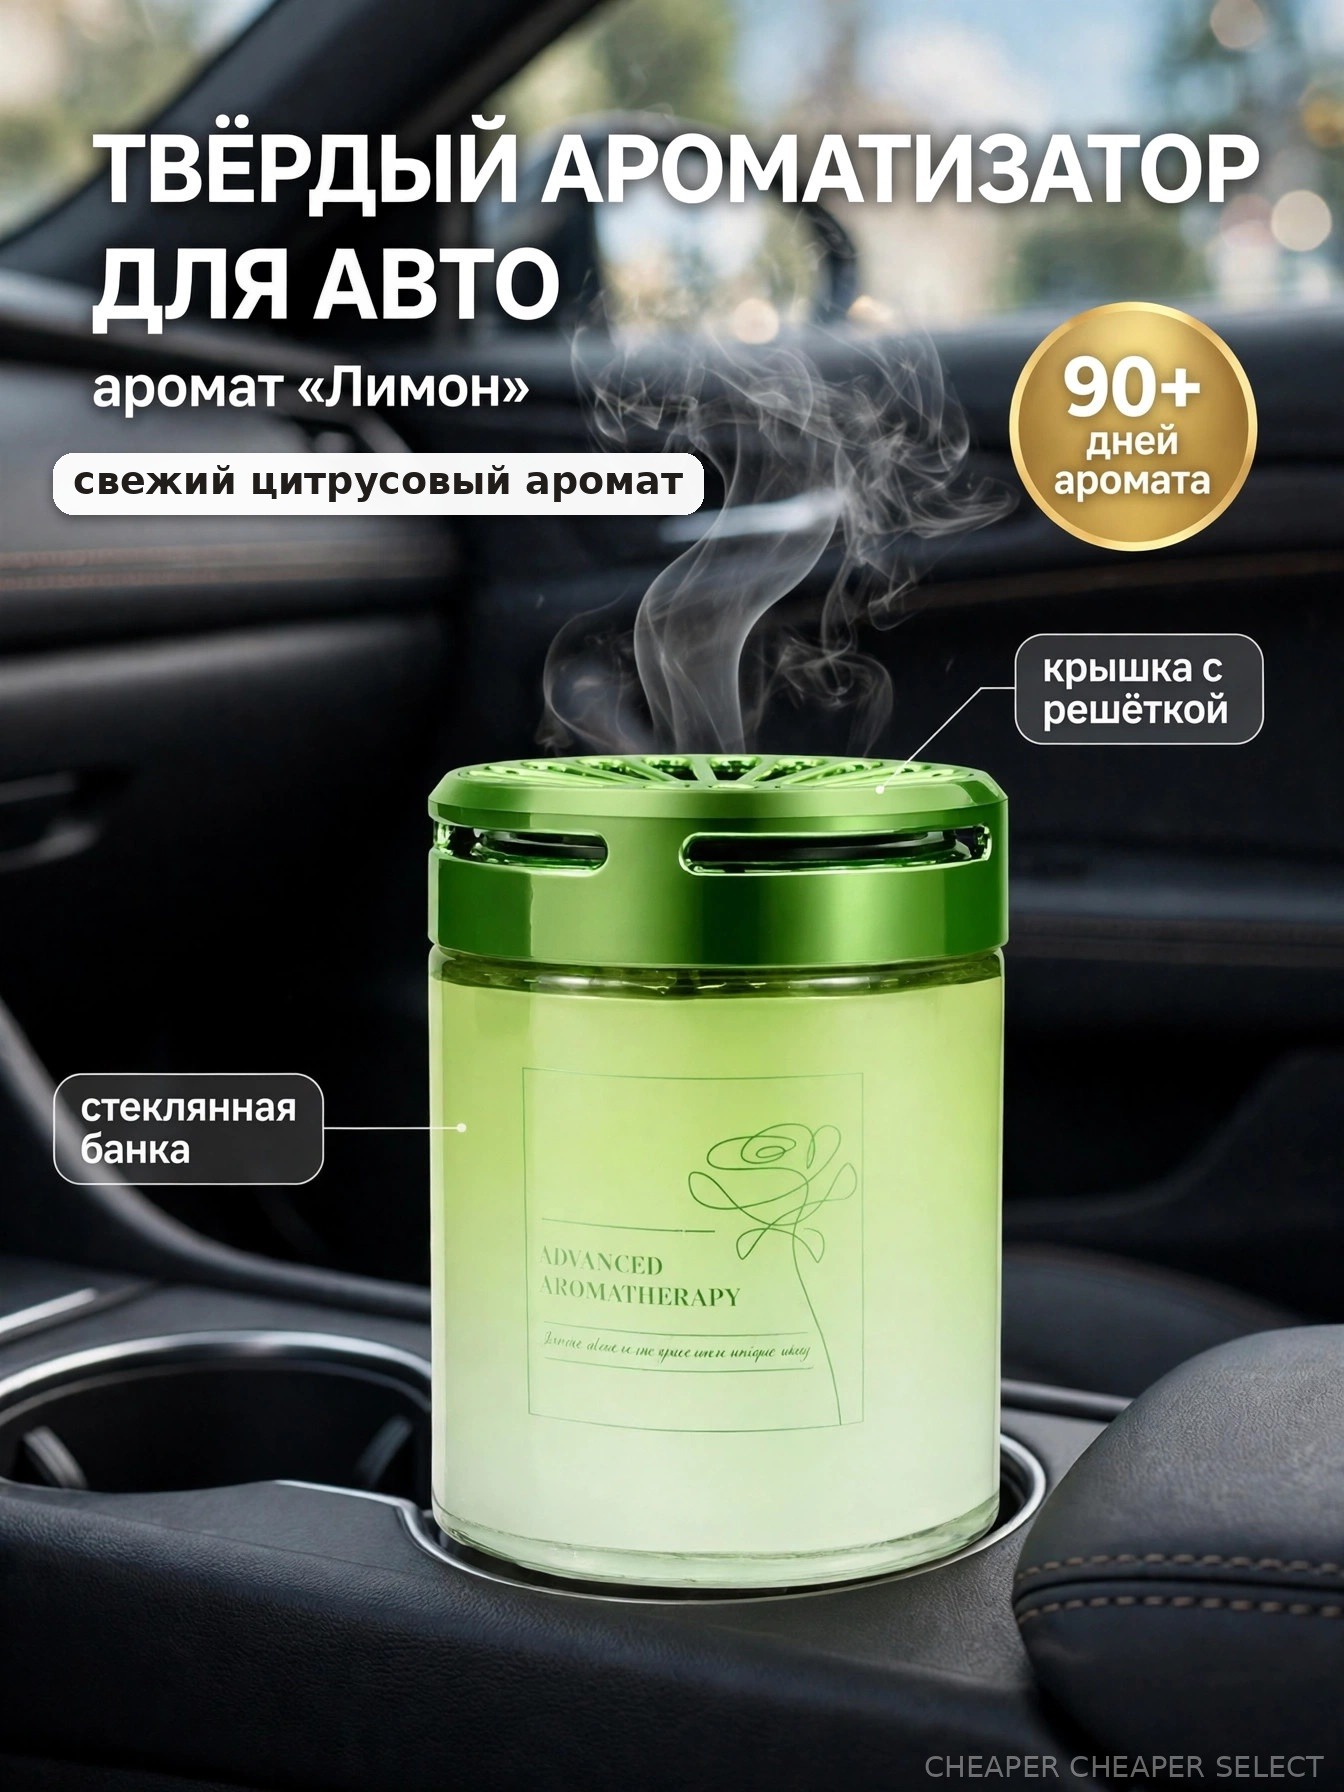 ТВЁРДЫЙ АРОМАТИЗАТОР
ДЛЯ АВТО
аромат «Лимон»
свежий цитрусовый аромат
90+
дней
аромата
крышка с
решёткой
стеклянная
банка
ADVANCED
AROMATHERAPY
unique
CHEAPER CHEAPER SELECT